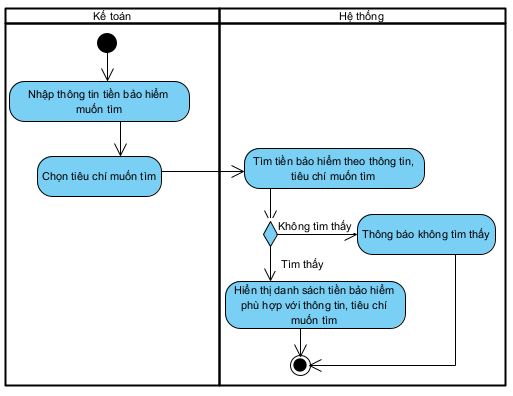 Kế toán
Hệ thống
Nhập thông tin tiền bảo hiểm
muốn tìm
Chọn tiêu chí muốn tìm
Tìm tiền bảo hiểm theo thông tin,
tiêu chí muốn tìm
Không tìm thấy
Thông báo không tìm thấy
Tìm thấy
Hiển thị danh sách tiền bảo hiểm
phù hợp với thông tin, tiêu chí
muốn tìm